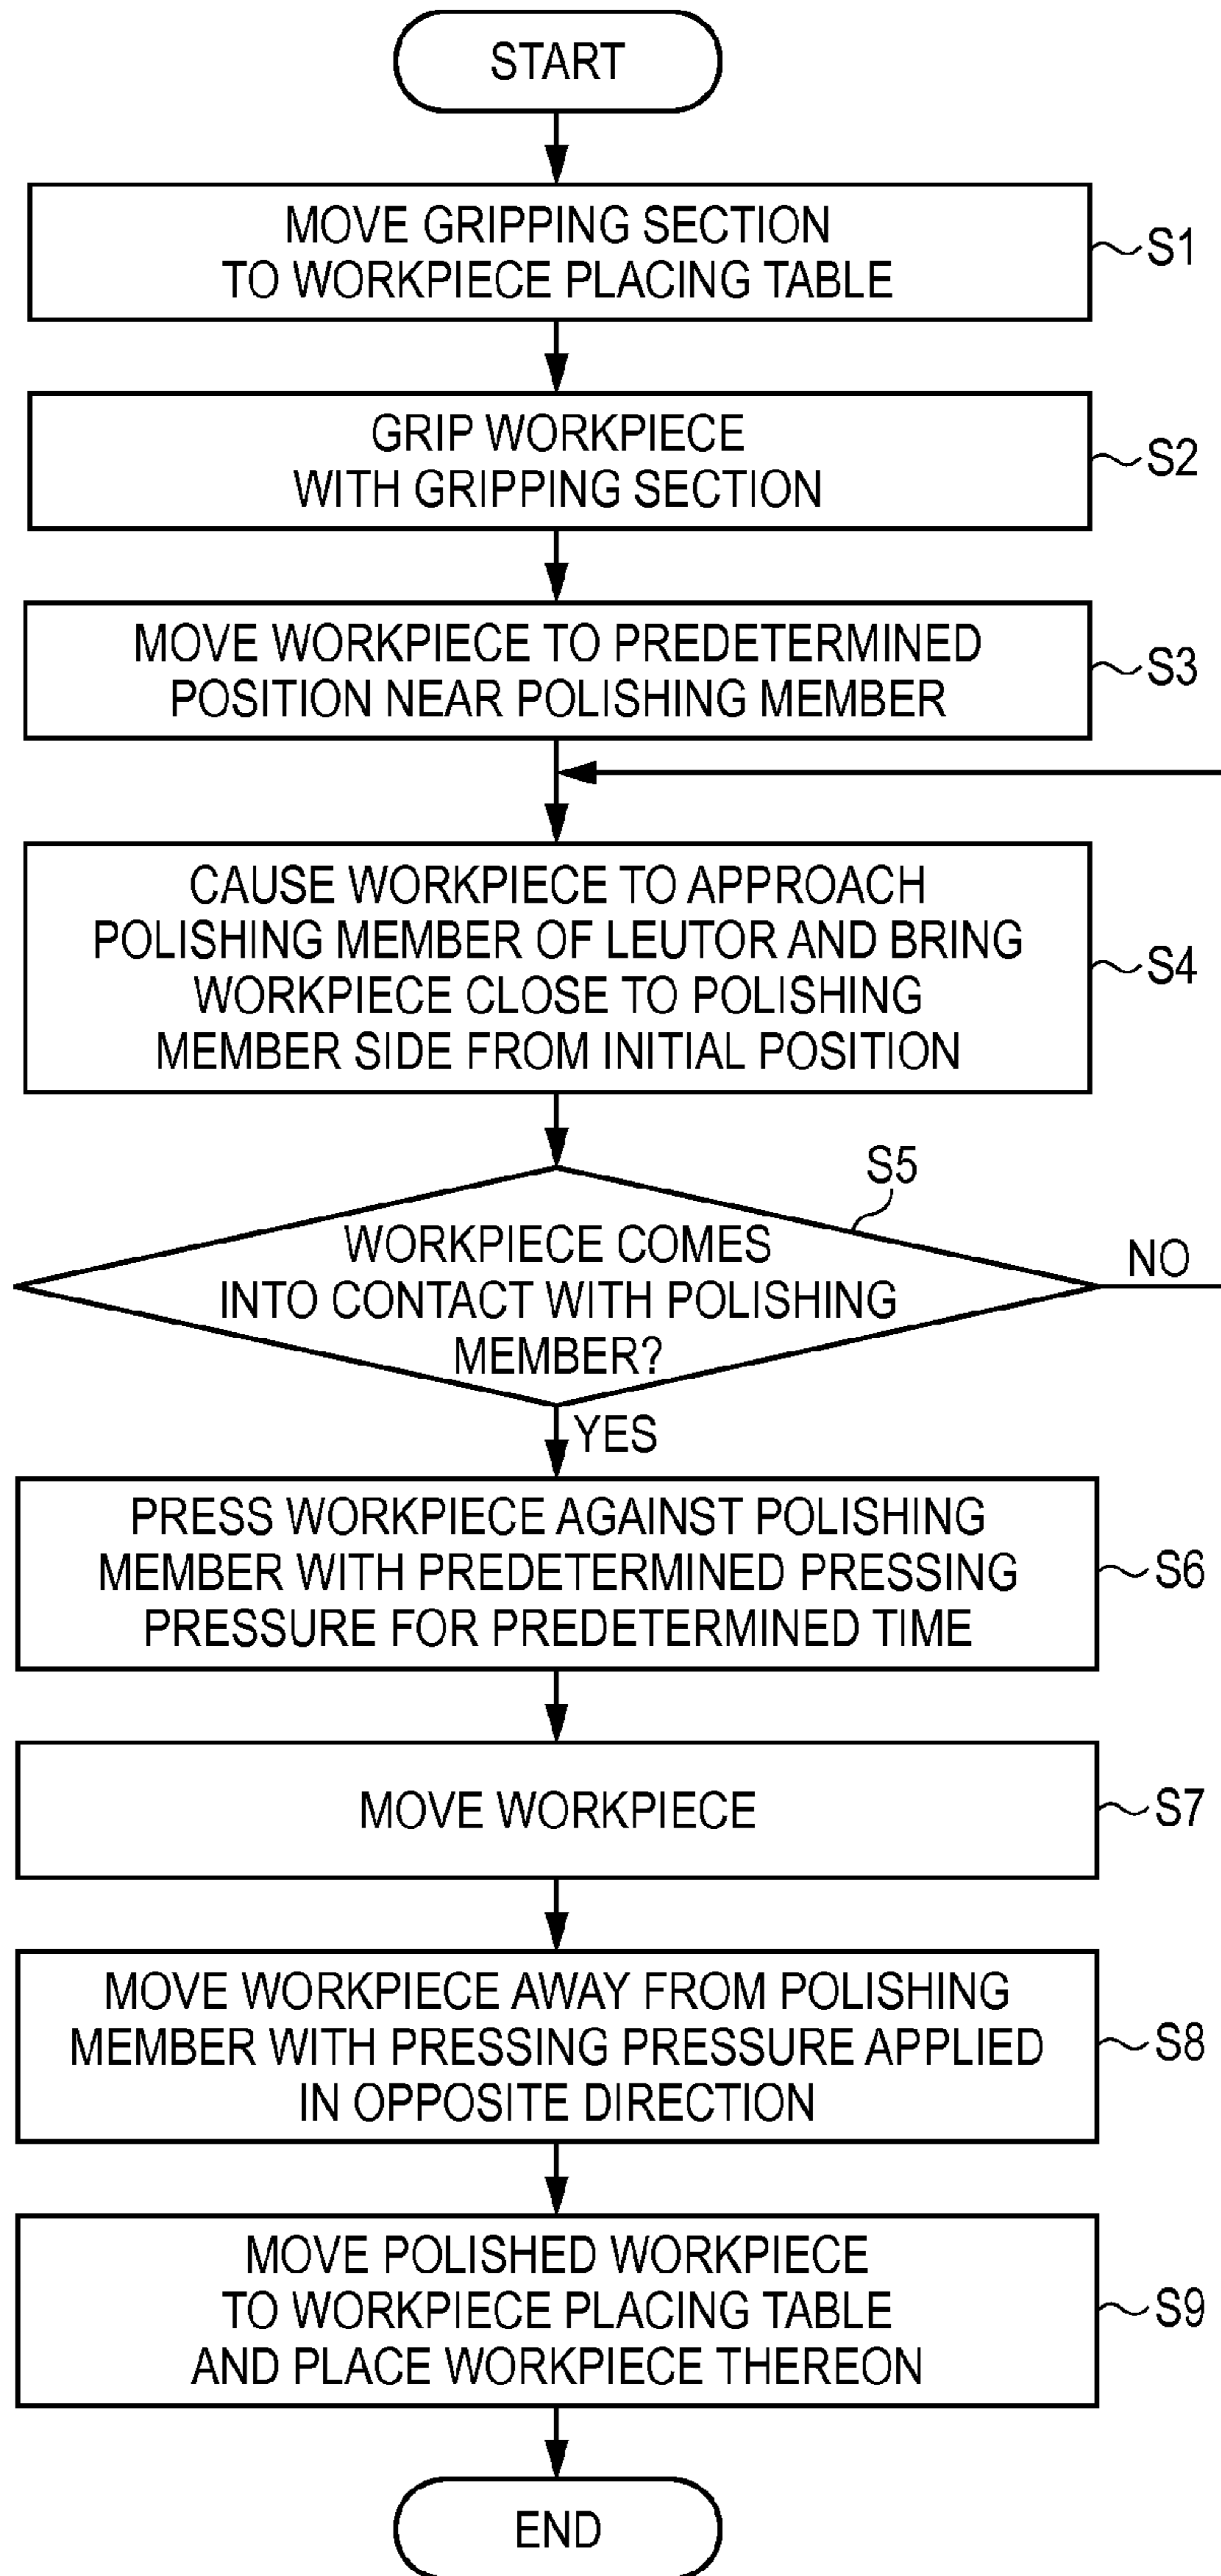 START
MOVE GRIPPING SECTION
TO WORKPIECE PLACING TABLE
S1
GRIP WORKPIECE
WITH GRIPPING SECTION
S2
MOVE WORKPIECE TO PREDETERMINED
POSITION NEAR POLISHING MEMBER
S3
CAUSE WORKPIECE TO APPROACH
POLISHING MEMBER OF LEUTOR AND BRING
WORKPIECE CLOSE TO POLISHING
MEMBER SIDE FROM INITIAL POSITION
S4
S5
WORKPIECE COMES
INTO CONTACT WITH POLISHING
MEMBER?
NO
YES
PRESS WORKPIECE AGAINST POLISHING
MEMBER WITH PREDETERMINED PRESSING
PRESSURE FOR PREDETERMINED TIME
S6
MOVE WORKPIECE
S7
MOVE WORKPIECE AWAY FROM POLISHING
MEMBER WITH PRESSING PRESSURE APPLIED
IN OPPOSITE DIRECTION
S8
MOVE POLISHED WORKPIECE
TO WORKPIECE PLACING TABLE
AND PLACE WORKPIECE THEREON
S9
END